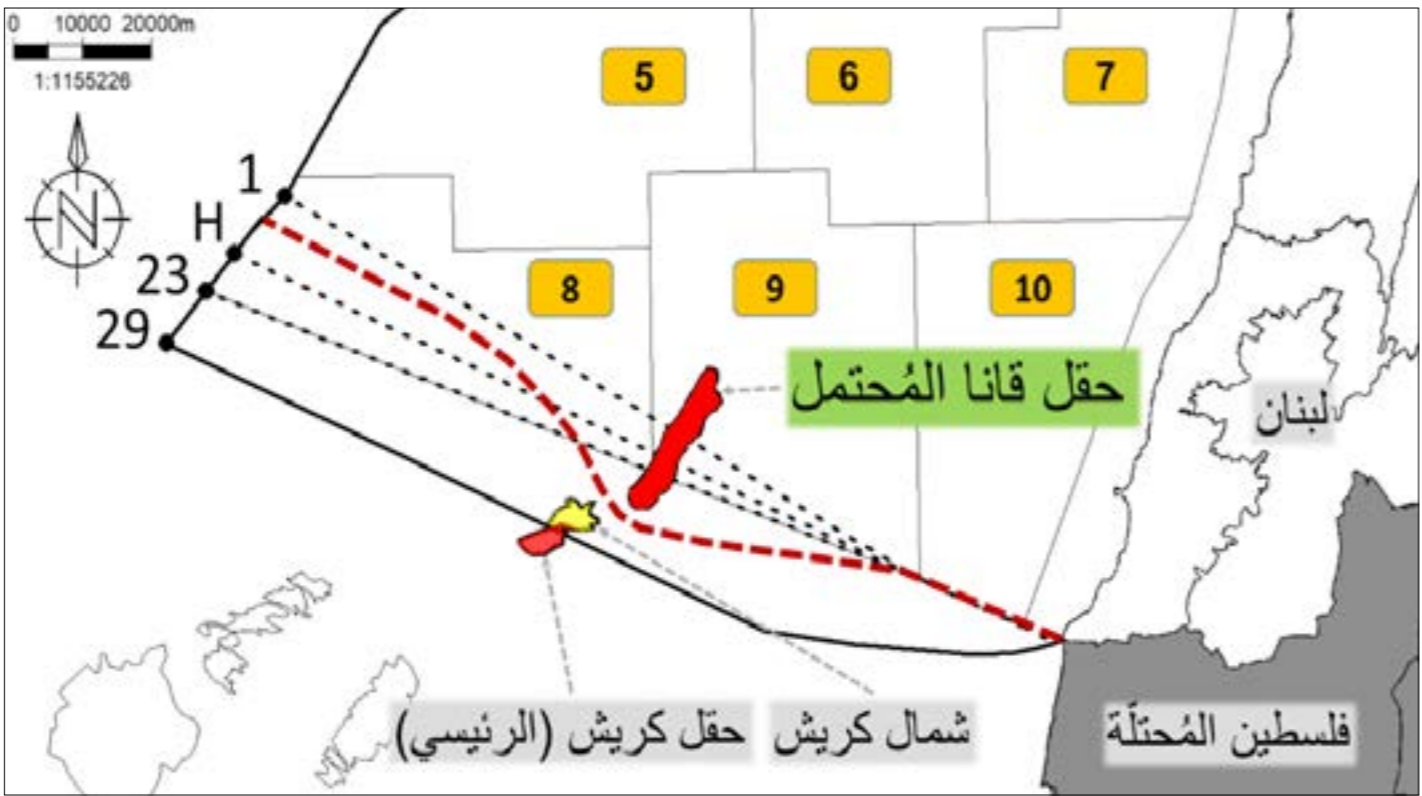 0 10000 20000m
1:1155226
N
5
6
7
1
H
23
29
8
9
10
حقل قانا المُحتمل
لبنان
حقل كريش (الرئيسي)
شمال كريش
فلسطين المُحتلّة